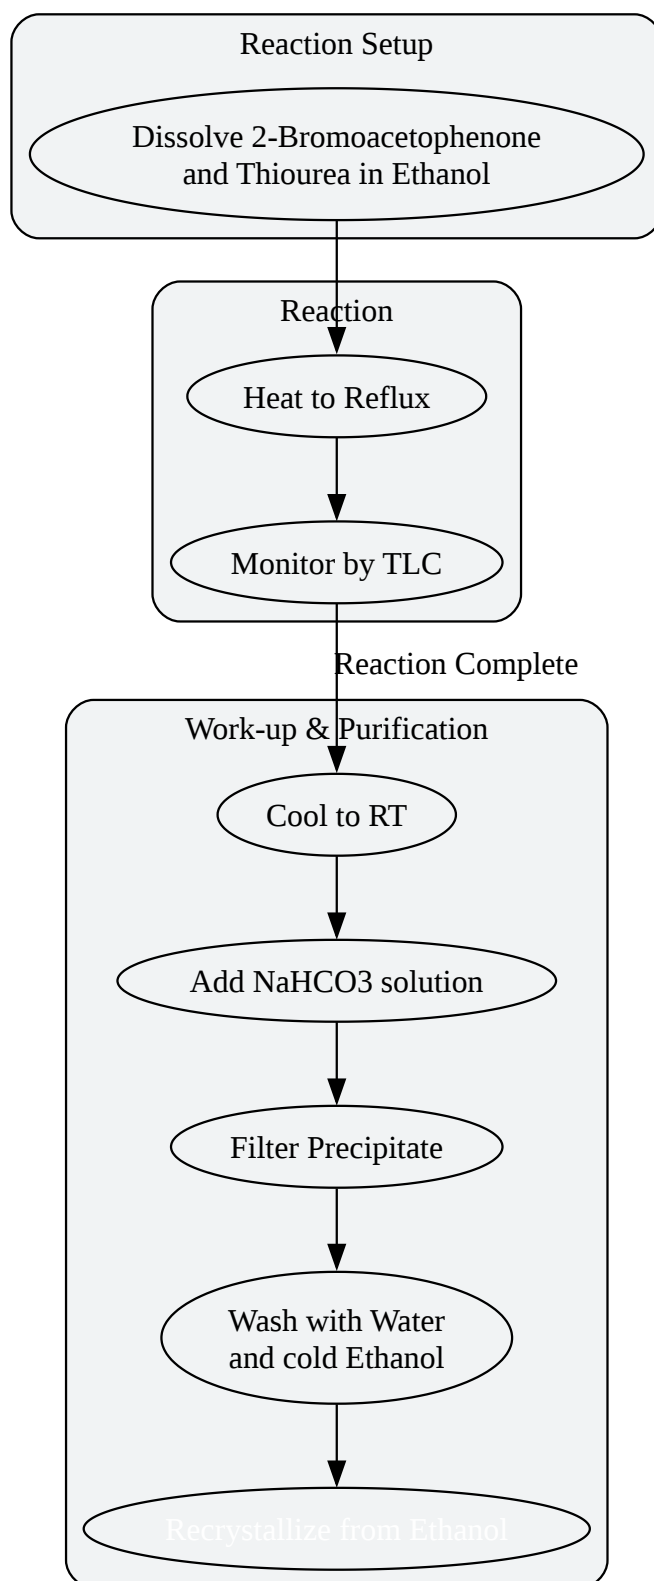 Reaction Setup
Dissolve 2-Bromoacetophenone
and Thiourea in Ethanol
Reaction
Heat to Reflux
Monitor by TLC
Reaction Complete
Work-up & Purification
Cool to RT
Add NaHCO3 solution
Filter Precipitate
Wash with Water
and cold Ethanol
Recrystallize from Ethanol